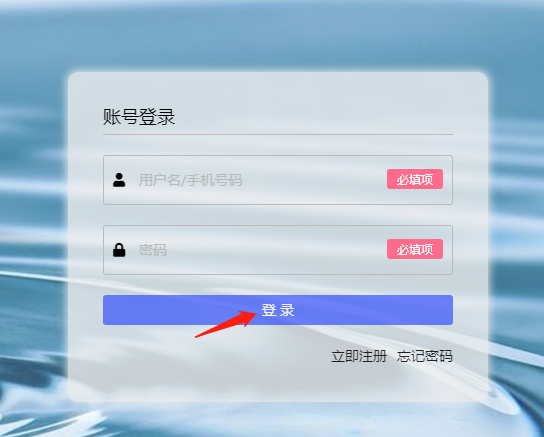 账号登录
用户名/手机号码 必填项
密码 必填项
登 录
立即注册 忘记密码